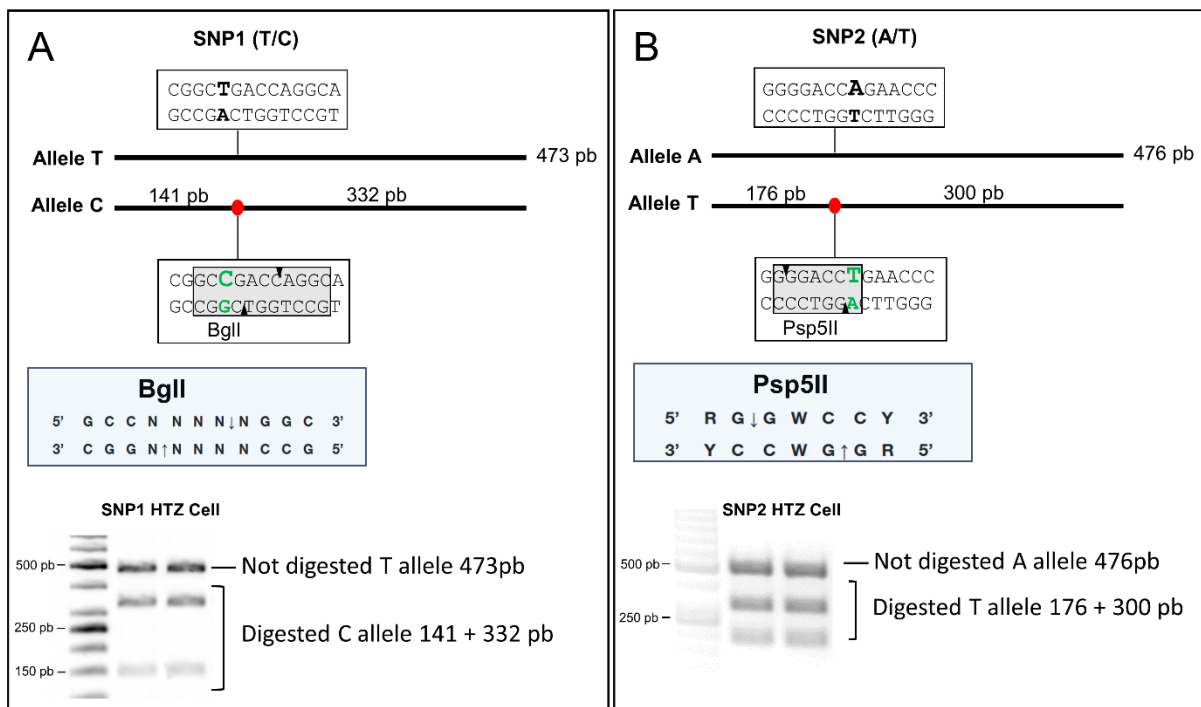 A
SNP1 (T/C)
CGGCTGACCAGGCA
GCCGACTGGTCCGT
Allele T
473 pb
141 pb
332 pb
Allele C
CGGCCGACCAGGCA
GCCGGCTGGTCCGT
BglI
BglI
5' G C C N N N N↓N G G C 3'
3' C G G N↑N N N N C C G 5'
SNP1 HTZ Cell
500 pb
Not digested T allele 473pb
250 pb
Digested C allele 141 + 332 pb
150 pb
B
SNP2 (A/T)
GGGGACCAGAACCC
CCCCTGGTCTTGGG
Allele A
476 pb
176 pb
300 pb
Allele T
GGGGACCTGAACCC
CCCCTGGACTTGGG
Psp5II
Psp5II
5' R G↓G W C C Y 3'
3' Y C C W G↑G R 5'
SNP2 HTZ Cell
500 pb
Not digested A allele 476pb
Digested T allele 176 + 300 pb
250 pb